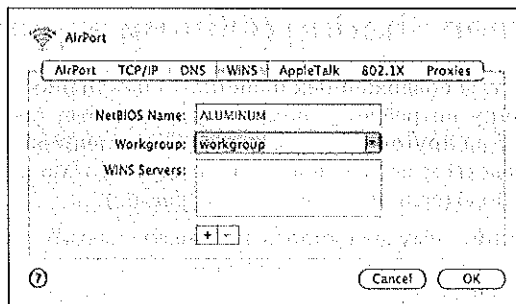 AirPort
AirPort TCP/IP DNS WINS AppleTalk 802.1X Proxies
NetBIOS Name: ALUMINUM
Workgroup: workgroup
WINS Servers:
+ -
? Cancel OK